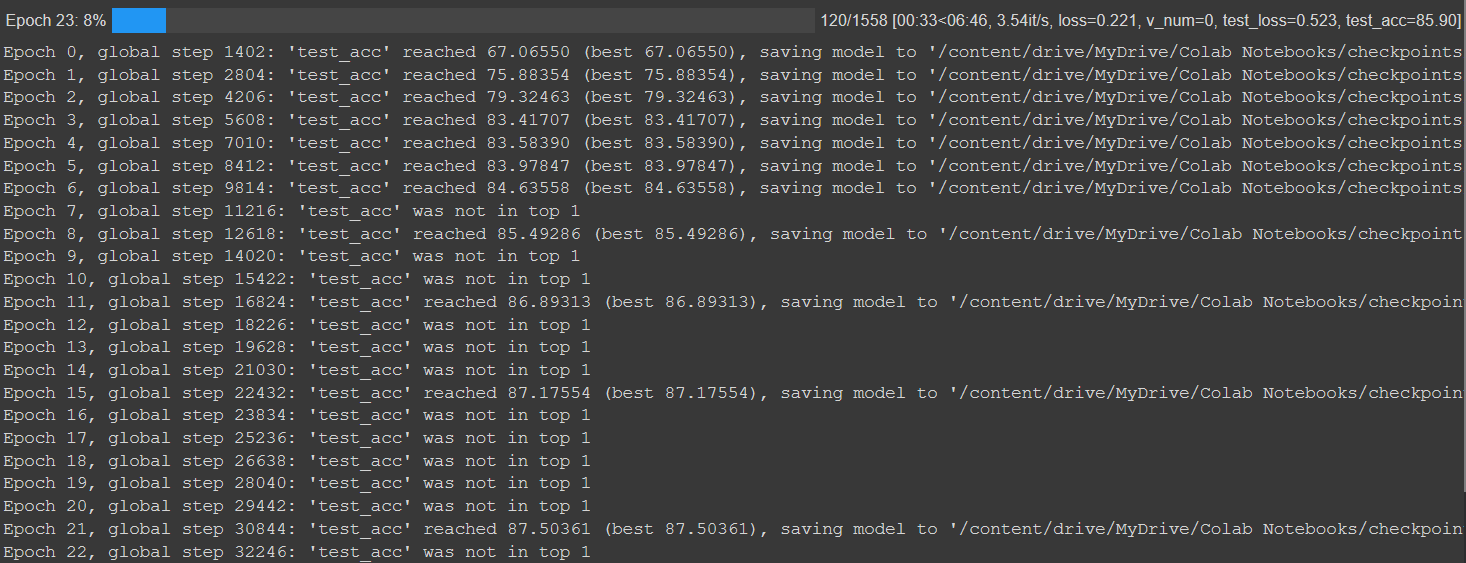 Epoch 23: 8% 120/1558 [00:33<06:46, 3.54it/s, loss=0.221, v_num=0, test_loss=0.523, test_acc=85.90]
Epoch 0, global step 1402: 'test_acc' reached 67.06550 (best 67.06550), saving model to '/content/drive/MyDrive/Colab Notebooks/checkpoints
Epoch 1, global step 2804: 'test_acc' reached 75.88354 (best 75.88354), saving model to '/content/drive/MyDrive/Colab Notebooks/checkpoints
Epoch 2, global step 4206: 'test_acc' reached 79.32463 (best 79.32463), saving model to '/content/drive/MyDrive/Colab Notebooks/checkpoints
Epoch 3, global step 5608: 'test_acc' reached 83.41707 (best 83.41707), saving model to '/content/drive/MyDrive/Colab Notebooks/checkpoints
Epoch 4, global step 7010: 'test_acc' reached 83.58390 (best 83.58390), saving model to '/content/drive/MyDrive/Colab Notebooks/checkpoints
Epoch 5, global step 8412: 'test_acc' reached 83.97847 (best 83.97847), saving model to '/content/drive/MyDrive/Colab Notebooks/checkpoints
Epoch 6, global step 9814: 'test_acc' reached 84.63558 (best 84.63558), saving model to '/content/drive/MyDrive/Colab Notebooks/checkpoints
Epoch 7, global step 11216: 'test_acc' was not in top 1
Epoch 8, global step 12618: 'test_acc' reached 85.49286 (best 85.49286), saving model to '/content/drive/MyDrive/Colab Notebooks/checkpoint
Epoch 9, global step 14020: 'test_acc' was not in top 1
Epoch 10, global step 15422: 'test_acc' was not in top 1
Epoch 11, global step 16824: 'test_acc' reached 86.89313 (best 86.89313), saving model to '/content/drive/MyDrive/Colab Notebooks/checkpoin
Epoch 12, global step 18226: 'test_acc' was not in top 1
Epoch 13, global step 19628: 'test_acc' was not in top 1
Epoch 14, global step 21030: 'test_acc' was not in top 1
Epoch 15, global step 22432: 'test_acc' reached 87.17554 (best 87.17554), saving model to '/content/drive/MyDrive/Colab Notebooks/checkpoin
Epoch 16, global step 23834: 'test_acc' was not in top 1
Epoch 17, global step 25236: 'test_acc' was not in top 1
Epoch 18, global step 26638: 'test_acc' was not in top 1
Epoch 19, global step 28040: 'test_acc' was not in top 1
Epoch 20, global step 29442: 'test_acc' was not in top 1
Epoch 21, global step 30844: 'test_acc' reached 87.50361 (best 87.50361), saving model to '/content/drive/MyDrive/Colab Notebooks/checkpoin
Epoch 22, global step 32246: 'test_acc' was not in top 1